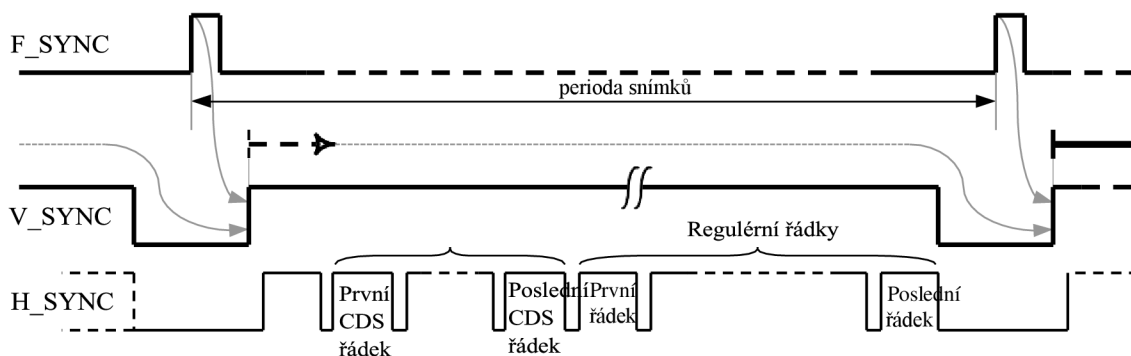 F_SYNC
perioda snímků
V_SYNC
Regulérní řádky
H_SYNC
První
CDS
řádek
Poslední
CDS
řádek
První
řádek
Poslední
řádek